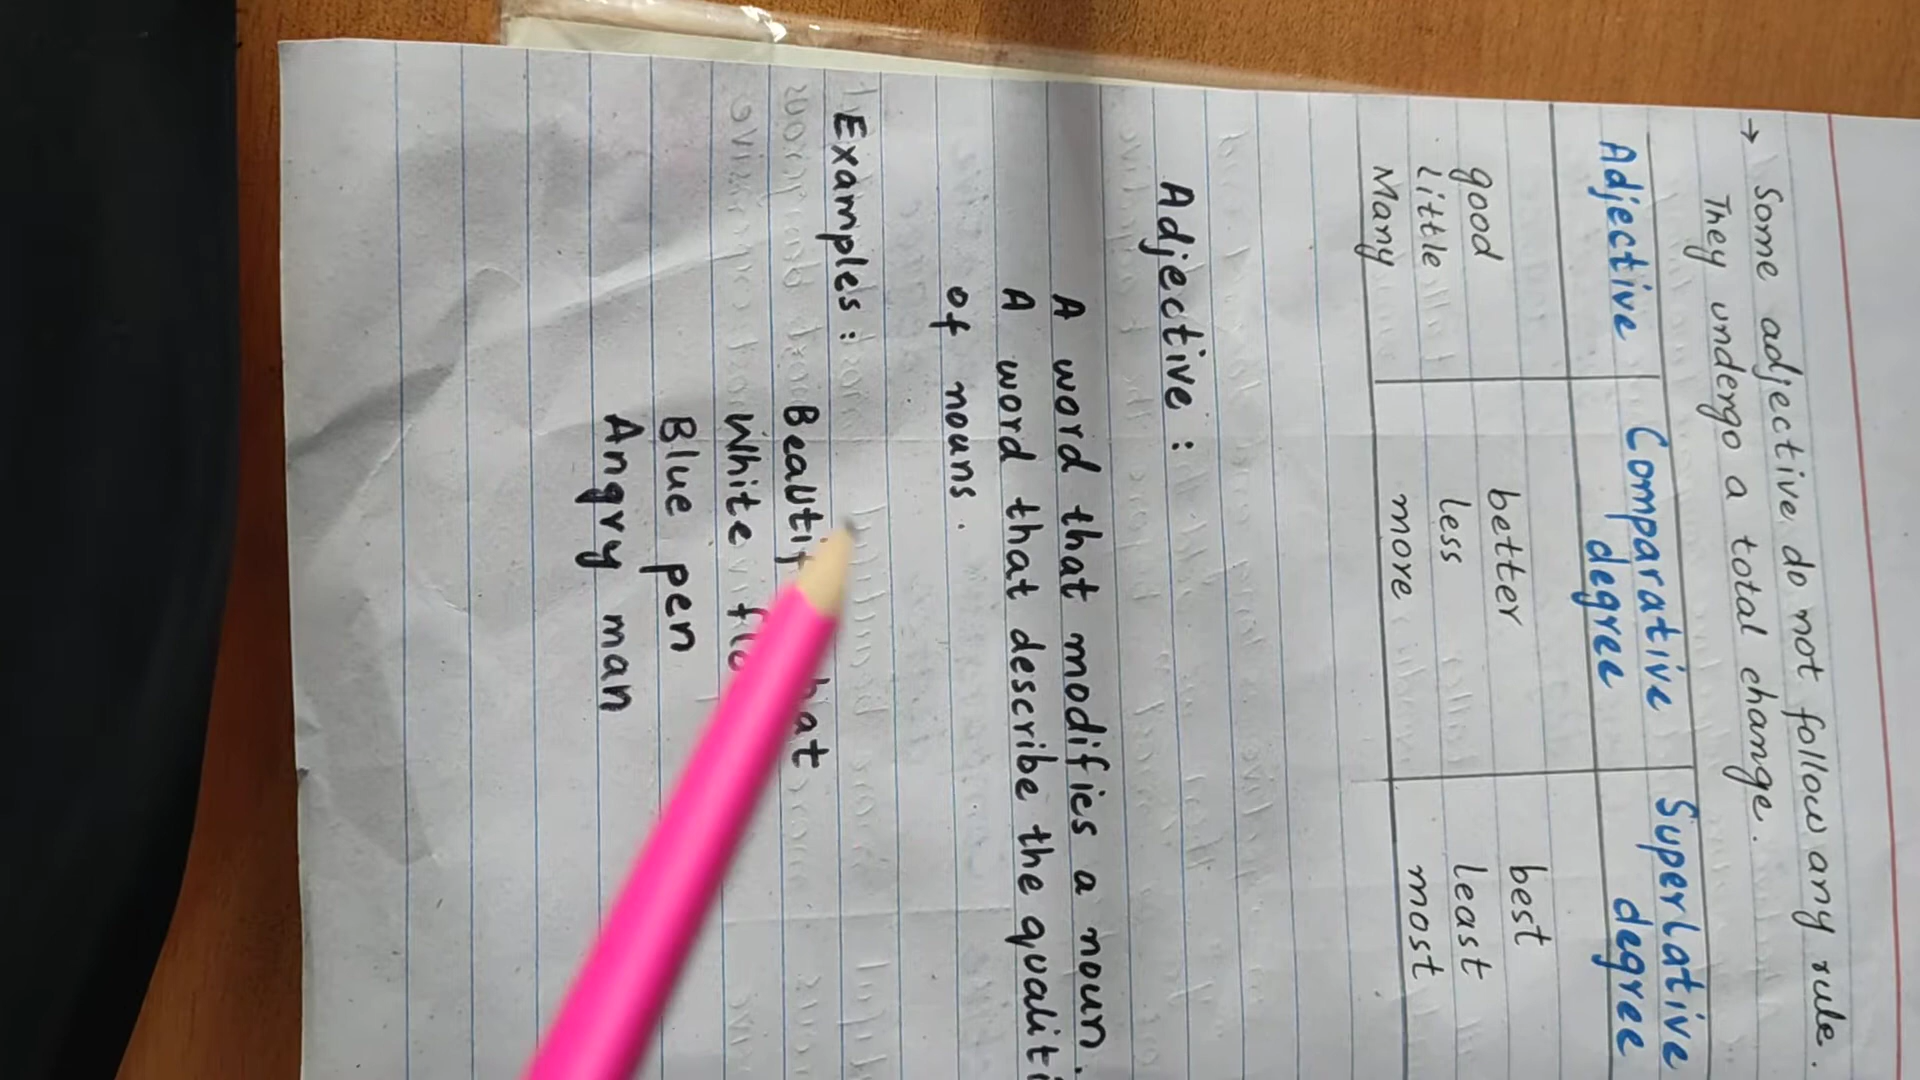 → Some adjective do not follow any rule.
They undergo a total change.
Adjective Comparative degree Superlative degree
good better best
little less least
Many more most
Adjective :
A word that modifies a noun.
A word that describe the
of nouns.
Examples :
hat
White
Blue pen
Angry man